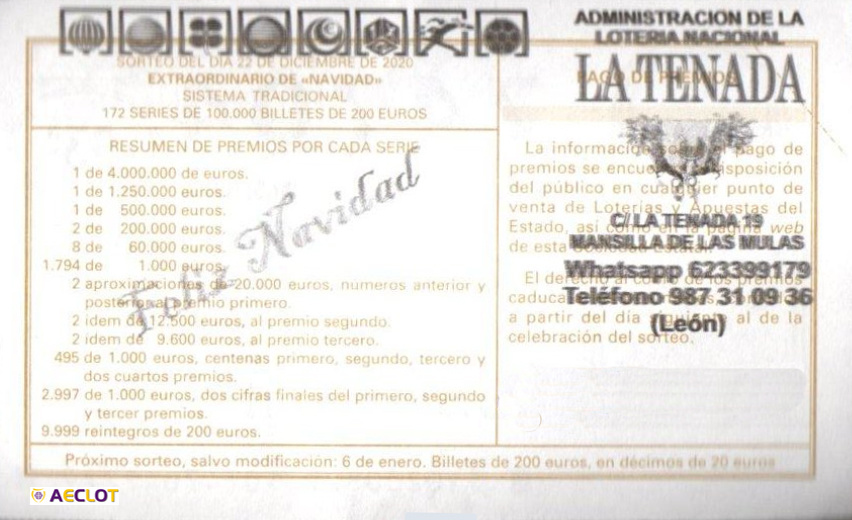 SORTEO DEL DIA 22 DE DICIEMBRE DE 2020
EXTRAORDINARIO DE «NAVIDAD»
SISTEMA TRADICIONAL
172 SERIES DE 100.000 BILLETES DE 200 EUROS
RESUMEN DE PREMIOS POR CADA SERIE
1 de 4.000.000 de euros.
1 de 1.250.000 euros.
1 de 500.000 euros.
2 de 200.000 euros.
8 de 60.000 euros.
1.794 de 1.000 euros.
2 aproximaciones de 20.000 euros, numeros anterior y
posterior al premio primero.
2 idem de 12.500 euros, al premio segundo.
2 idem de 9.600 euros, al premio tercero.
495 de 1.000 euros, centenas primero, segundo, tercero y
dos cuartos premios.
2.997 de 1.000 euros, dos cifras finales del primero, segundo
y tercer premios.
9.999 reintegros de 200 euros.
Feliz Navidad
ADMINISTRACION DE LA
LOTERIA NACIONAL
PAGO DE PREMIOS
LA TENADA
La información sobre el pago de
premios se encuentra a disposición
del público en cualquier punto de
venta de Loterias y Apuestas del
Estado, así como en la página web
de esta Sociedad Estatal.
C/ LA TENADA 19
MANSILLA DE LAS MULAS
Whatsapp 623399179
Teléfono 987 31 09 36
(León)
El derecho al cobro de los premios
caduca
a partir del día siguiente al de la
celebración del sorteo.
Próximo sorteo, salvo modificación: 6 de enero. Billetes de 200 euros, en décimos de 20 euros
AECLOT